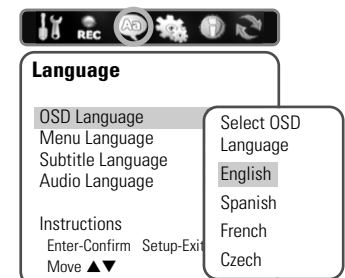 REC
Aa
Language
OSD Language
Menu Language
Subtitle Language
Audio Language
Instructions
Enter-Confirm Setup-Exit
Move ▲▼
Select OSD
Language
English
Spanish
French
Czech